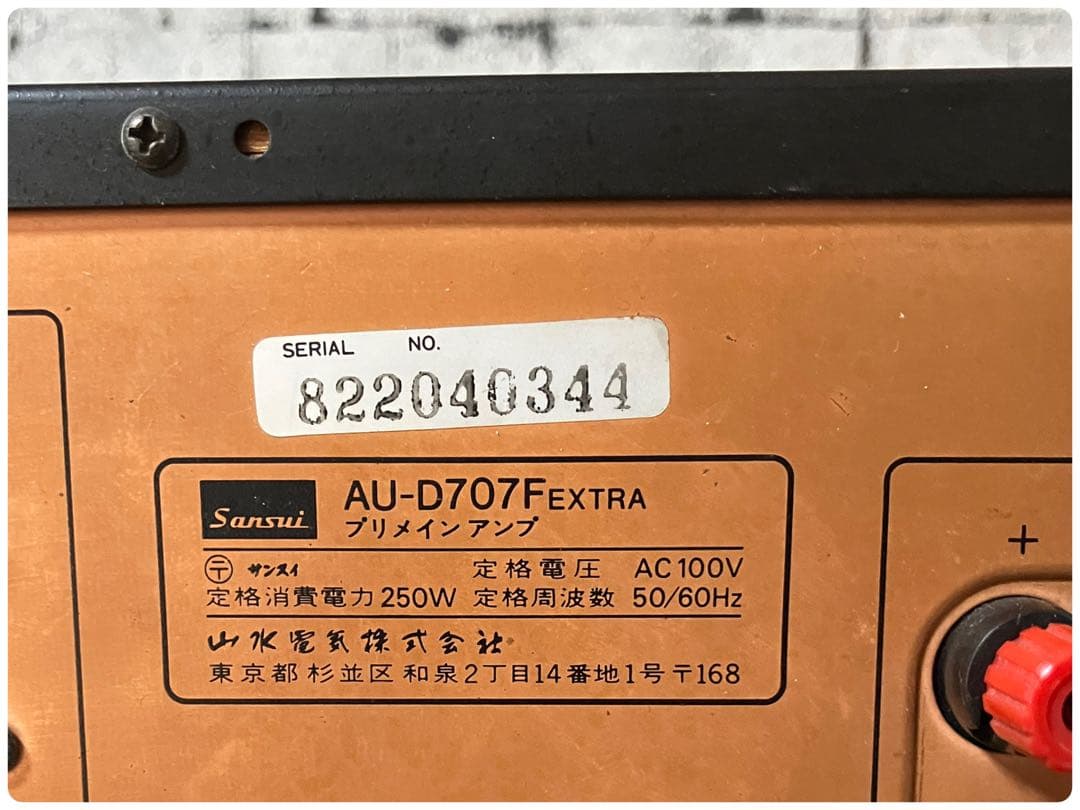 SERIAL NO.
822040344
Sansui AU-D707F EXTRA
プリメインアンプ
〒 サンスイ 定格電圧 AC100V
定格消費電力 250W 定格周波数 50/60Hz
山水電気株式会社
東京都杉並区和泉2丁目14番地1号〒168
+